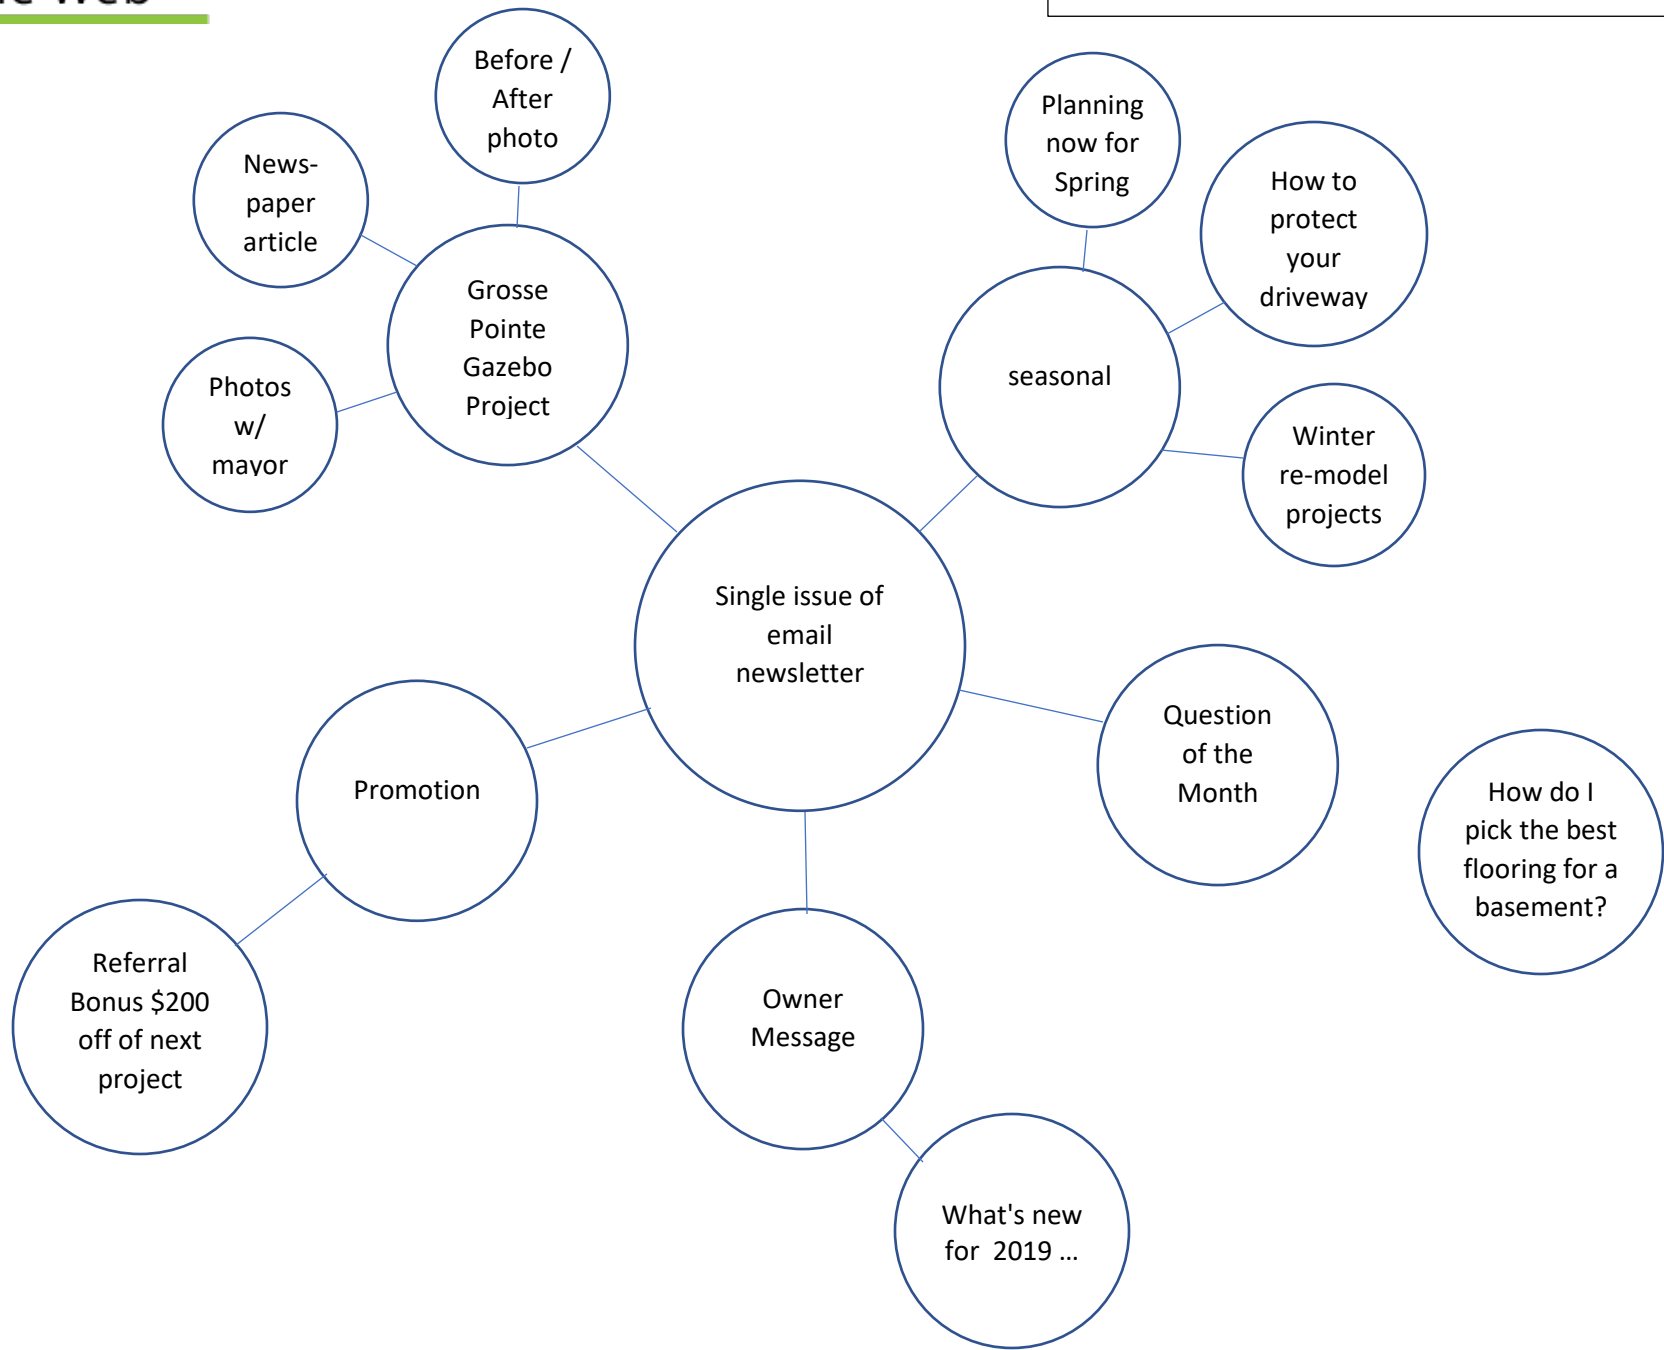 Before /
After
photo
News-
paper
article
Photos
w/
mayor
Grosse
Pointe
Gazebo
Project
Planning
now for
Spring
How to
protect
your
driveway
seasonal
Winter
re-model
projects
Single issue of
email
newsletter
Question
of the
Month
How do I
pick the best
flooring for a
basement?
Promotion
Referral
Bonus $200
off of next
project
Owner
Message
What's new
for 2019 ...